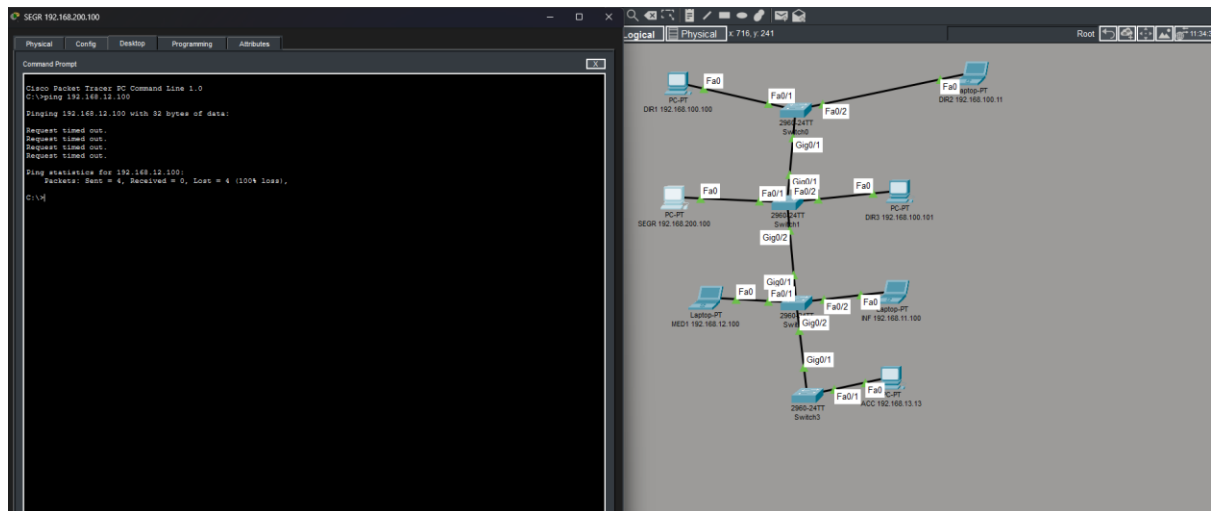 SEGR 192.168.200.100
Physical Config Desktop Programming Attributes
Command Prompt
X
Cisco Packet Tracer PC Command Line 1.0
C:\>ping 192.168.12.100
Pinging 192.168.12.100 with 32 bytes of data:
Request timed out.
Request timed out.
Request timed out.
Request timed out.
Ping statistics for 192.168.12.100:
Packets: Sent = 4, Received = 0, Lost = 4 (100% loss),
C:\>
Logical Physical x: 716, y: 241
Root
Fa0
PC-PT
DIR1 192.168.100.100
Fa0/1
Fa0/2
2960-24TT
Switch0
Gig0/1
Fa0
DIR2 192.168.100.11
Fa0
PC-PT
SEGR 192.168.200.100
Gig0/1
Fa0/1
Fa0/2
2960-24TT
Switch1
Gig0/2
Fa0
PC-PT
DIR3 192.168.100.101
Fa0
Laptop-PT
MED1 192.168.12.100
Gig0/1
Fa0/1
Fa0/2
Gig0/2
Fa0
INF 192.168.11.100
Gig0/1
2960-24TT
Switch3
Fa0/1
Fa0
ACC 192.168.13.13